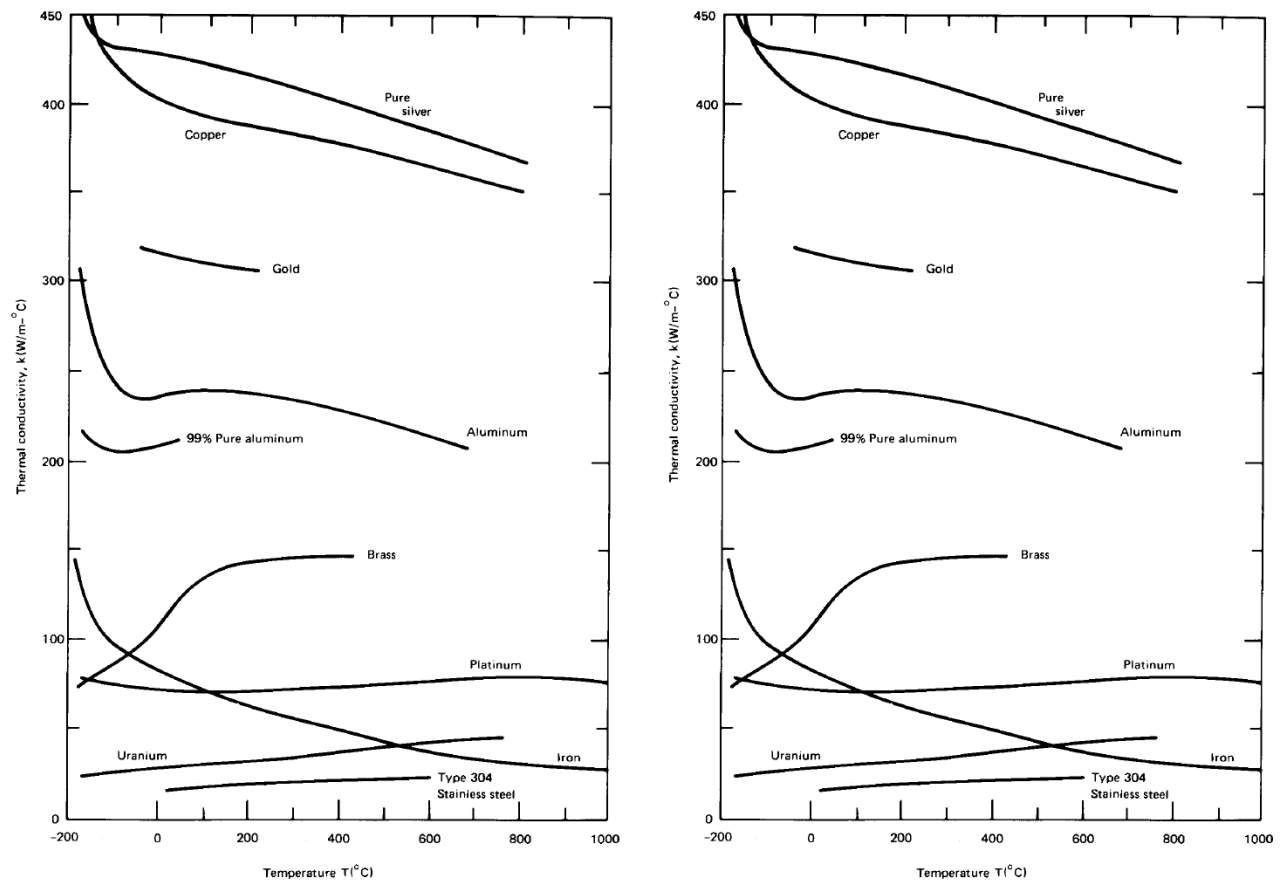 450
400
300
200
100
0
Thermal conductivity, k (W/m-°C)
Pure
silver
Copper
Gold
Aluminum
99% Pure aluminum
Brass
Platinum
Uranium
Iron
Type 304
Stainless steel
-200
0
200
400
600
800
1000
Temperature T(°C)
450
400
300
200
100
0
Thermal conductivity, k (W/m-°C)
Pure
silver
Copper
Gold
Aluminum
99% Pure aluminum
Brass
Platinum
Uranium
Iron
Type 304
Stainless steel
-200
0
200
400
600
800
1000
Temperature T(°C)